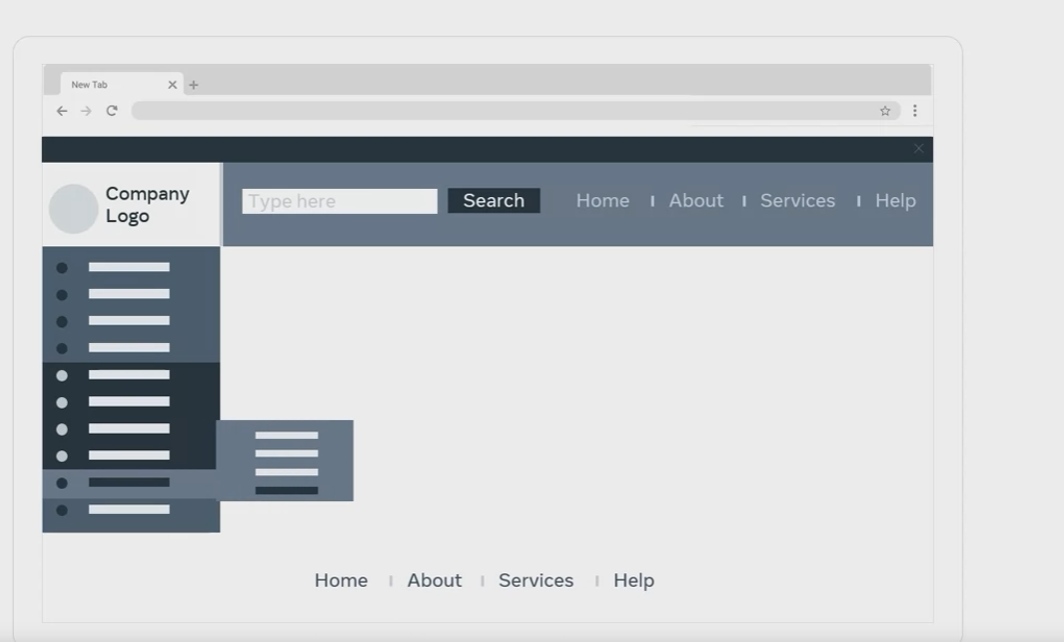 New Tab
Company
Logo
Type here
Search
Home
About
Services
Help
Home
About
Services
Help